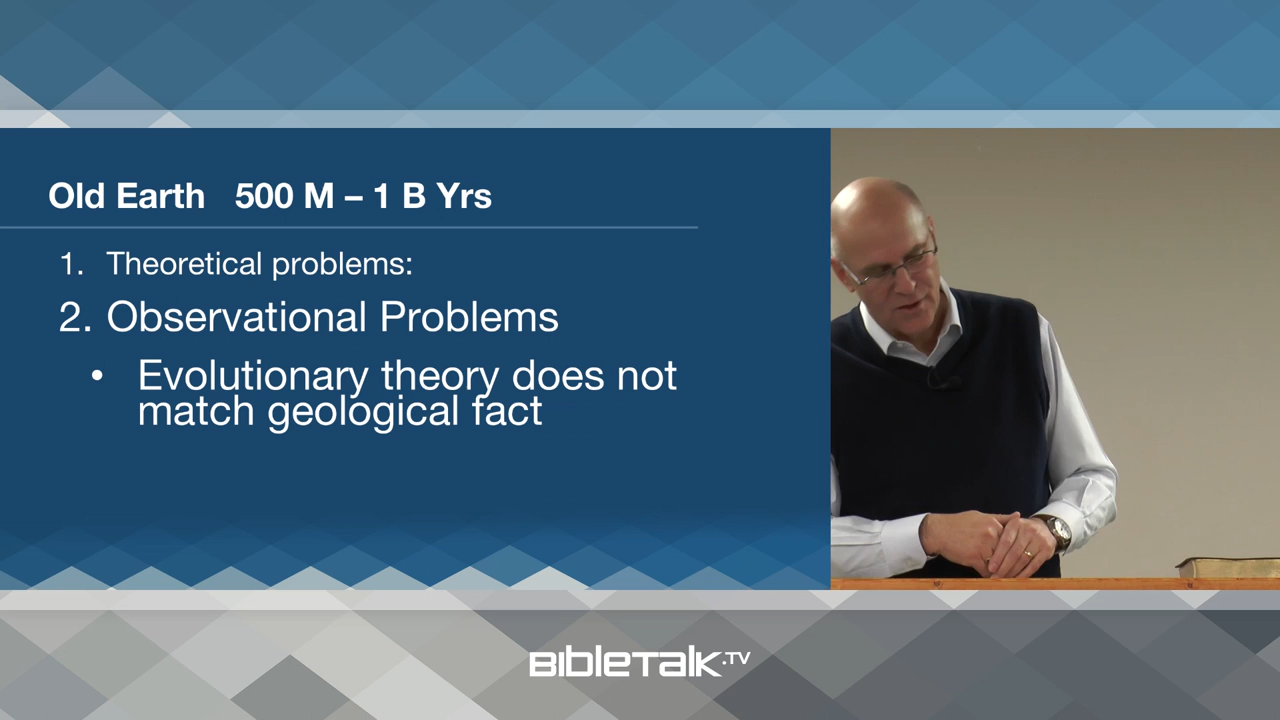 Old Earth 500 M – 1 B Yrs
1. Theoretical problems:
2. Observational Problems
• Evolutionary theory does not
match geological fact
BIBLETALK.TV